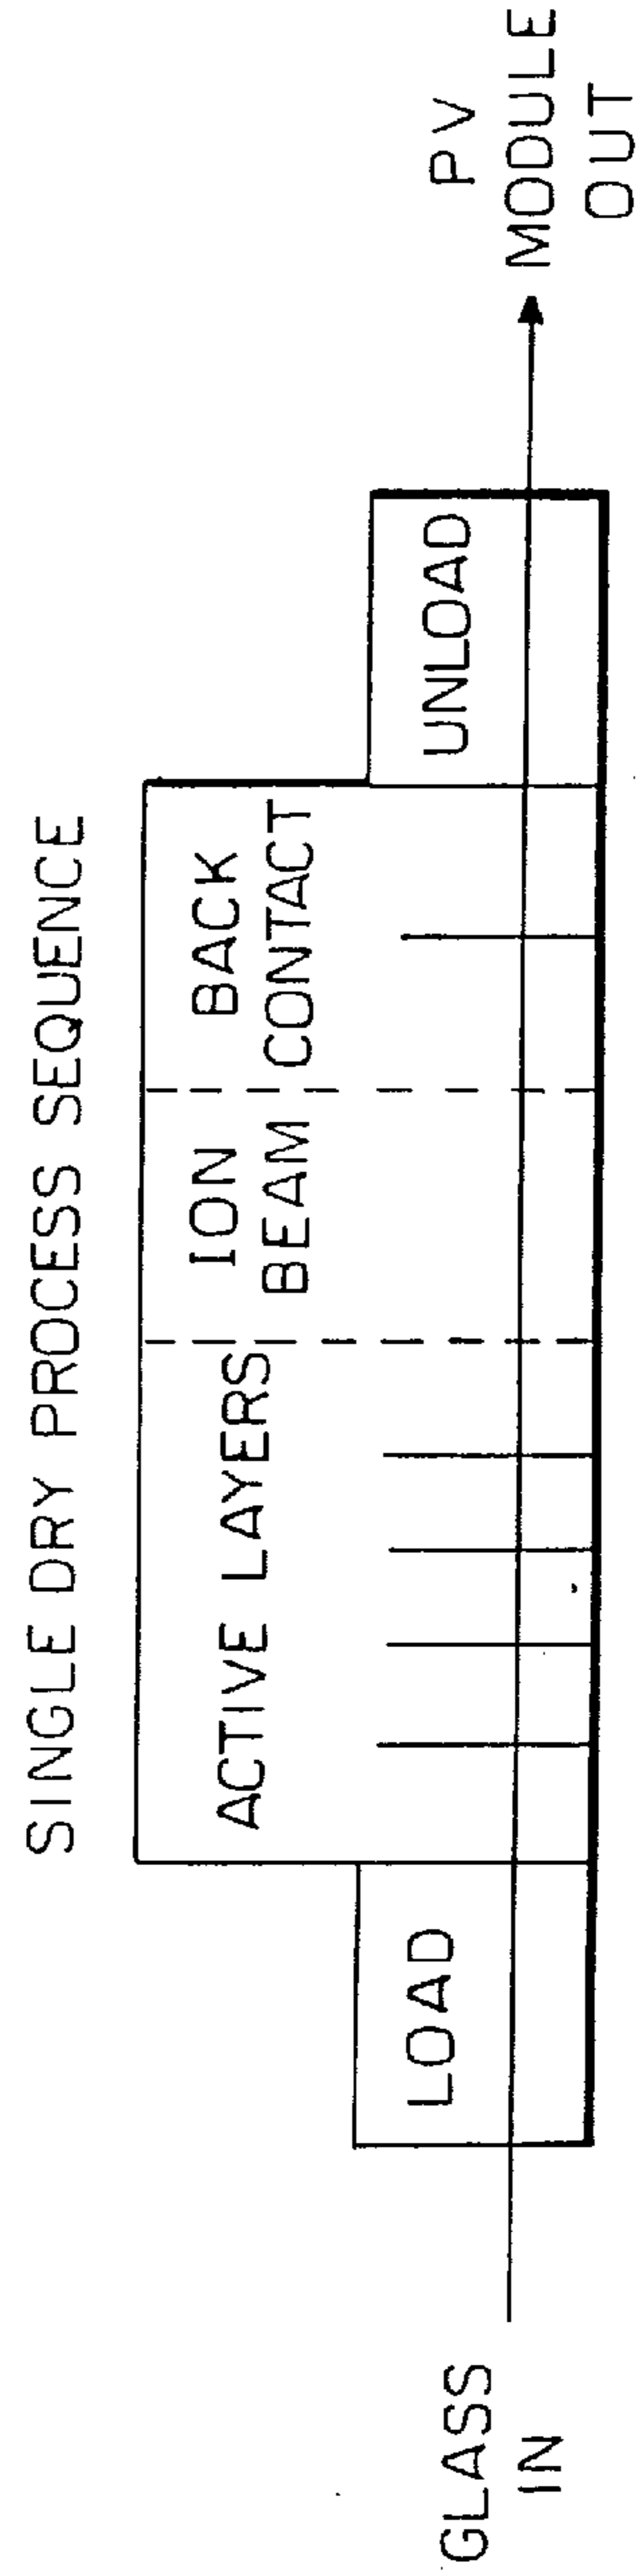 SINGLE DRY PROCESS SEQUENCE
GLASS
IN
LOAD
ACTIVE LAYERS
ION
BEAM
BACK
CONTACT
UNLOAD
PV
MODULE
OUT